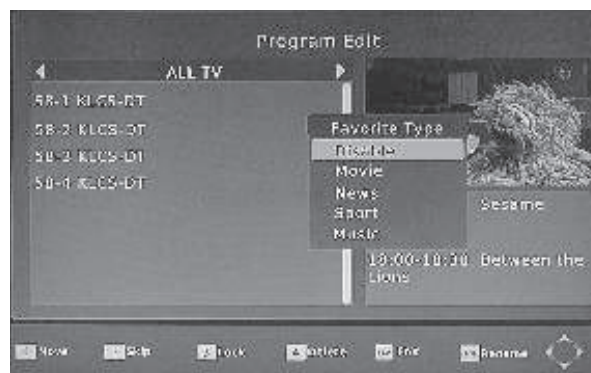 Program Edit
ALL TV
58-1 KLCS-DT
58-2 KLCS-DT
58-3 KLCS-DT
58-4 KLCS-DT
Favorite Type
Disable
Movie
News
Sport
Music
Sesame
18:00-18:30 Between the
Lions
Move Skip Lock Delete Rename